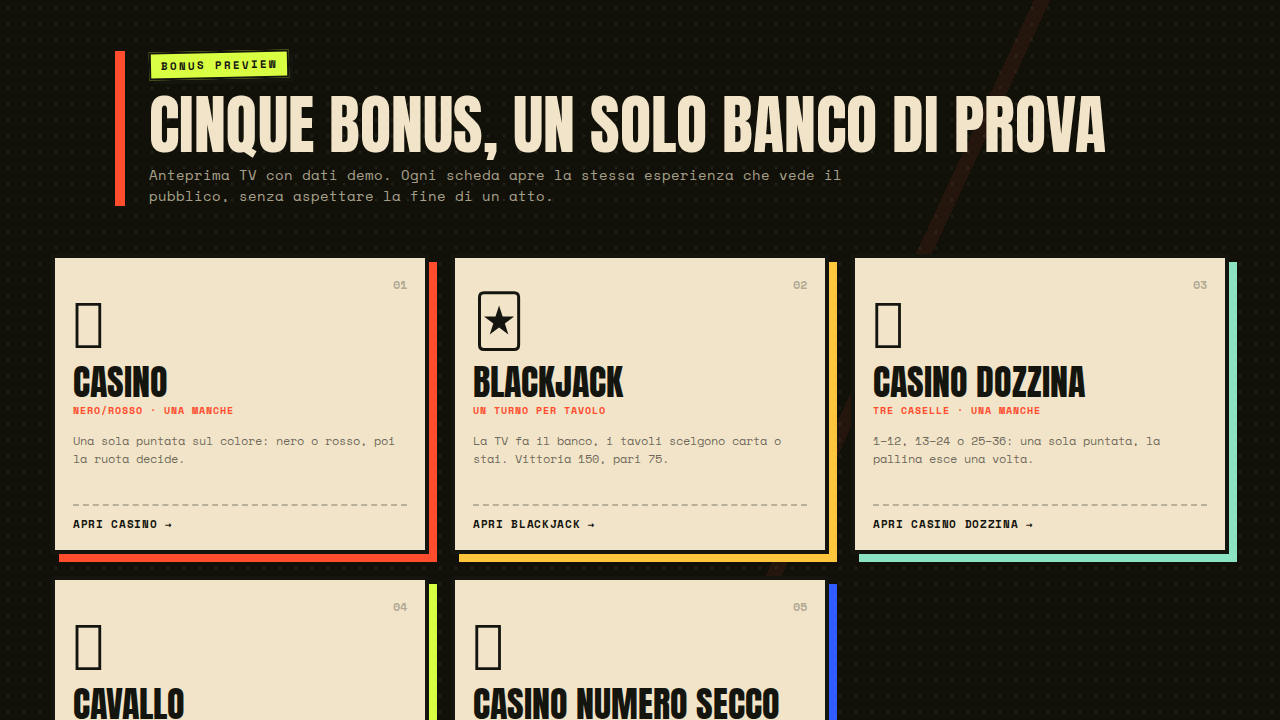 BONUS PREVIEW
CINQUE BONUS, UN SOLO BANCO DI PROVA
Anteprima TV con dati demo. Ogni scheda apre la stessa esperienza che vede il
pubblico, senza aspettare la fine di un atto.
01
CASINO
NERO/ROSSO · UNA MANCHE
Una sola puntata sul colore: nero o rosso, poi
la ruota decide.
APRI CASINO →
02
BLACKJACK
UN TURNO PER TAVOLO
La TV fa il banco, i tavoli scelgono carta o
stai. Vittoria 150, pari 75.
APRI BLACKJACK →
03
CASINO DOZZINA
TRE CASELLE · UNA MANCHE
1–12, 13–24 o 25–36: una sola puntata, la
pallina esce una volta.
APRI CASINO DOZZINA →
04
CAVALLO
05
CASINO NUMERO SECCO